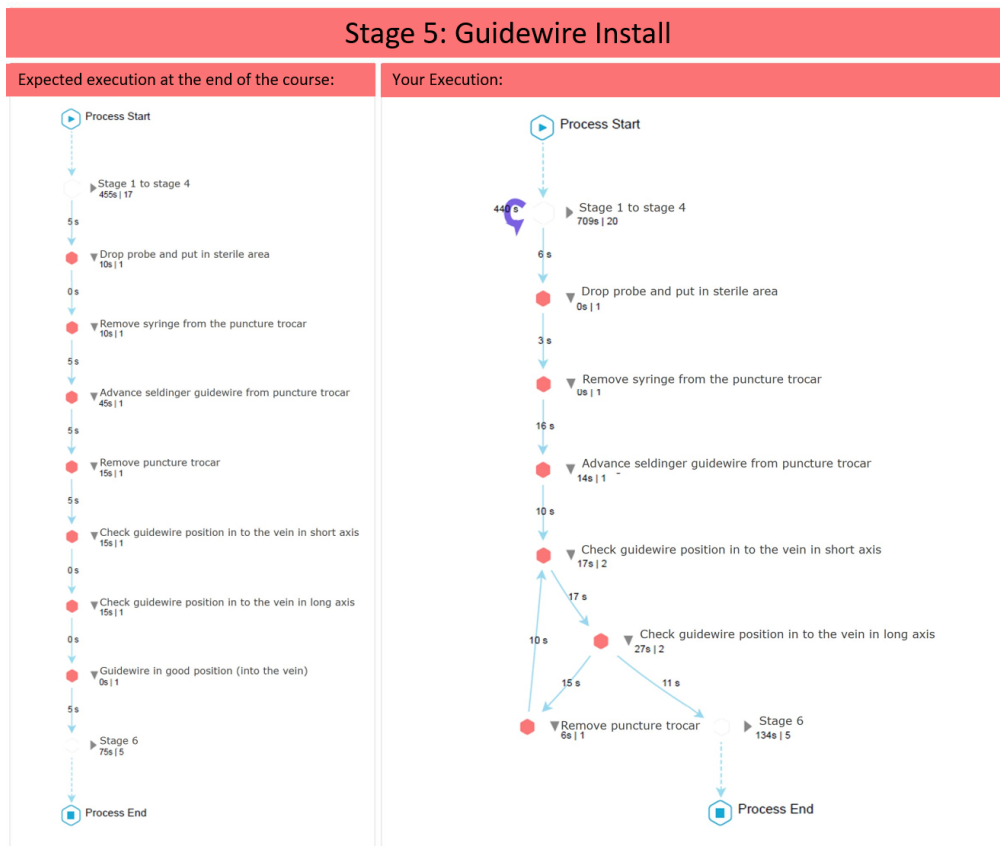 Stage 5: Guidewire Install
Expected execution at the end of the course:
Process Start
Stage 1 to stage 4
455s | 17
5 s
Drop probe and put in sterile area
10s | 1
0 s
Remove syringe from the puncture trocar
10s | 1
5 s
Advance seldinger guidewire from puncture trocar
45s | 1
5 s
Remove puncture trocar
15s | 1
5 s
Check guidewire position in to the vein in short axis
15s | 1
0 s
Check guidewire position in to the vein in long axis
15s | 1
0 s
Guidewire in good position (into the vein)
0s | 1
5 s
Stage 6
75s | 5
Process End
Your Execution:
Process Start
440 s
Stage 1 to stage 4
709s | 20
6 s
Drop probe and put in sterile area
0s | 1
3 s
Remove syringe from the puncture trocar
0s | 1
16 s
Advance seldinger guidewire from puncture trocar
14s | 1
10 s
Check guidewire position in to the vein in short axis
17s | 2
17 s
10 s
Check guidewire position in to the vein in long axis
27s | 2
15 s
11 s
Remove puncture trocar
6s | 1
Stage 6
134s | 5
Process End